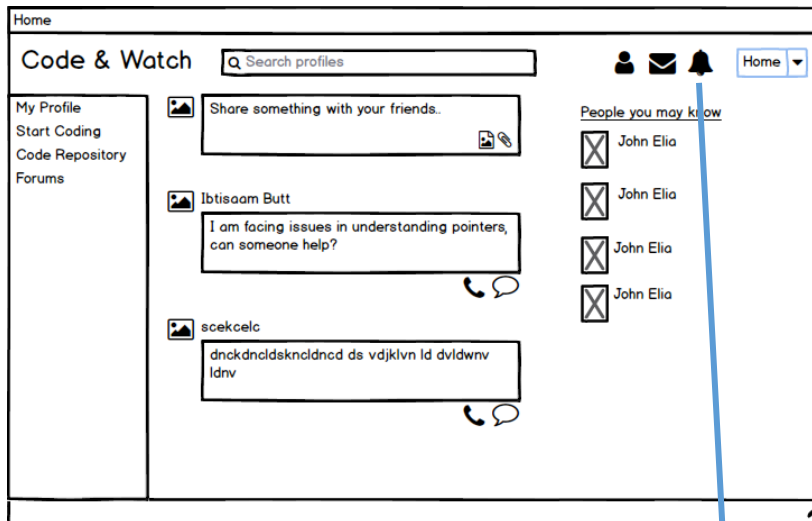 Home
Code & Watch
Search profiles
Home
My Profile
Start Coding
Code Repository
Forums
Share something with your friends..
Ibtisaam Butt
I am facing issues in understanding pointers,
can someone help?
scekcelc
dnckdncldskncldncd ds vdjklvn ld dvldwnv
ldnv
People you may know
John Elia
John Elia
John Elia
John Elia